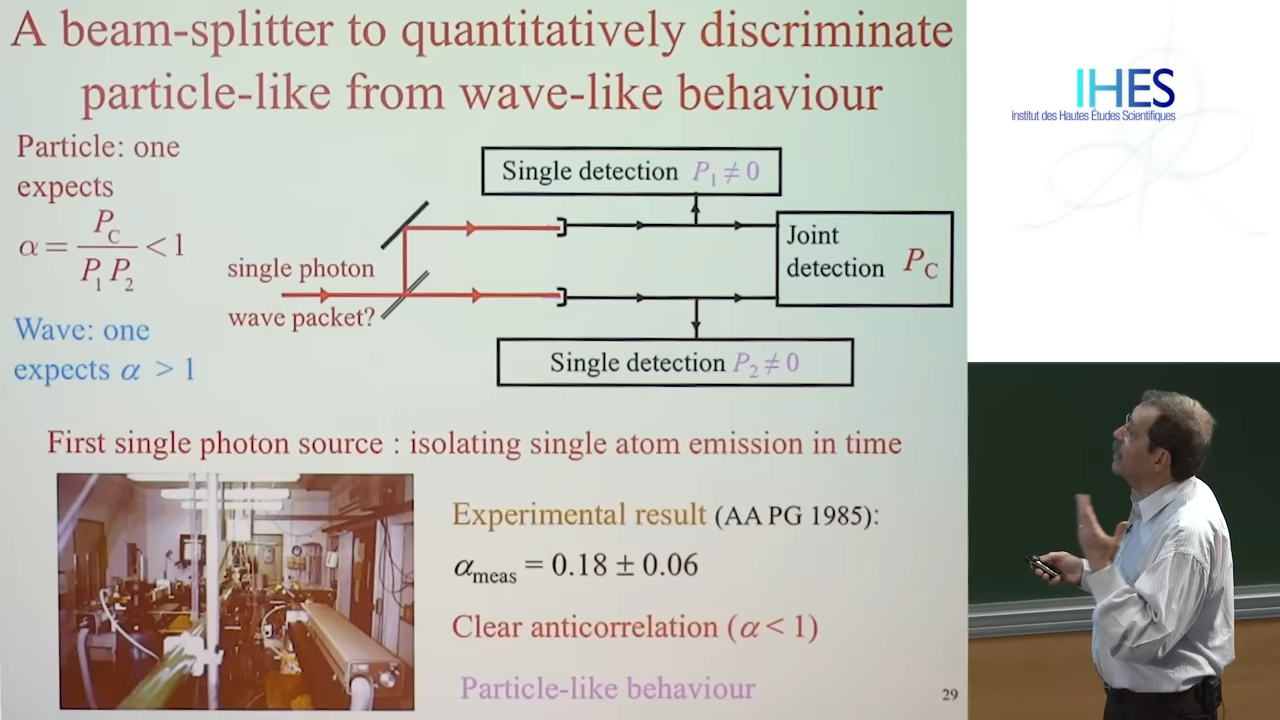 A beam-splitter to quantitatively discriminate
particle-like from wave-like behaviour
Particle: one
expects
α = P_C / P_1 P_2 < 1
Wave: one
expects α > 1
single photon
wave packet?
Single detection P_1 ≠ 0
Joint
detection P_C
Single detection P_2 ≠ 0
First single photon source : isolating single atom emission in time
Experimental result (AA PG 1985):
α_meas = 0.18 ± 0.06
Clear anticorrelation (α < 1)
Particle-like behaviour
29
IHES
Institut des Hautes Études Scientifiques